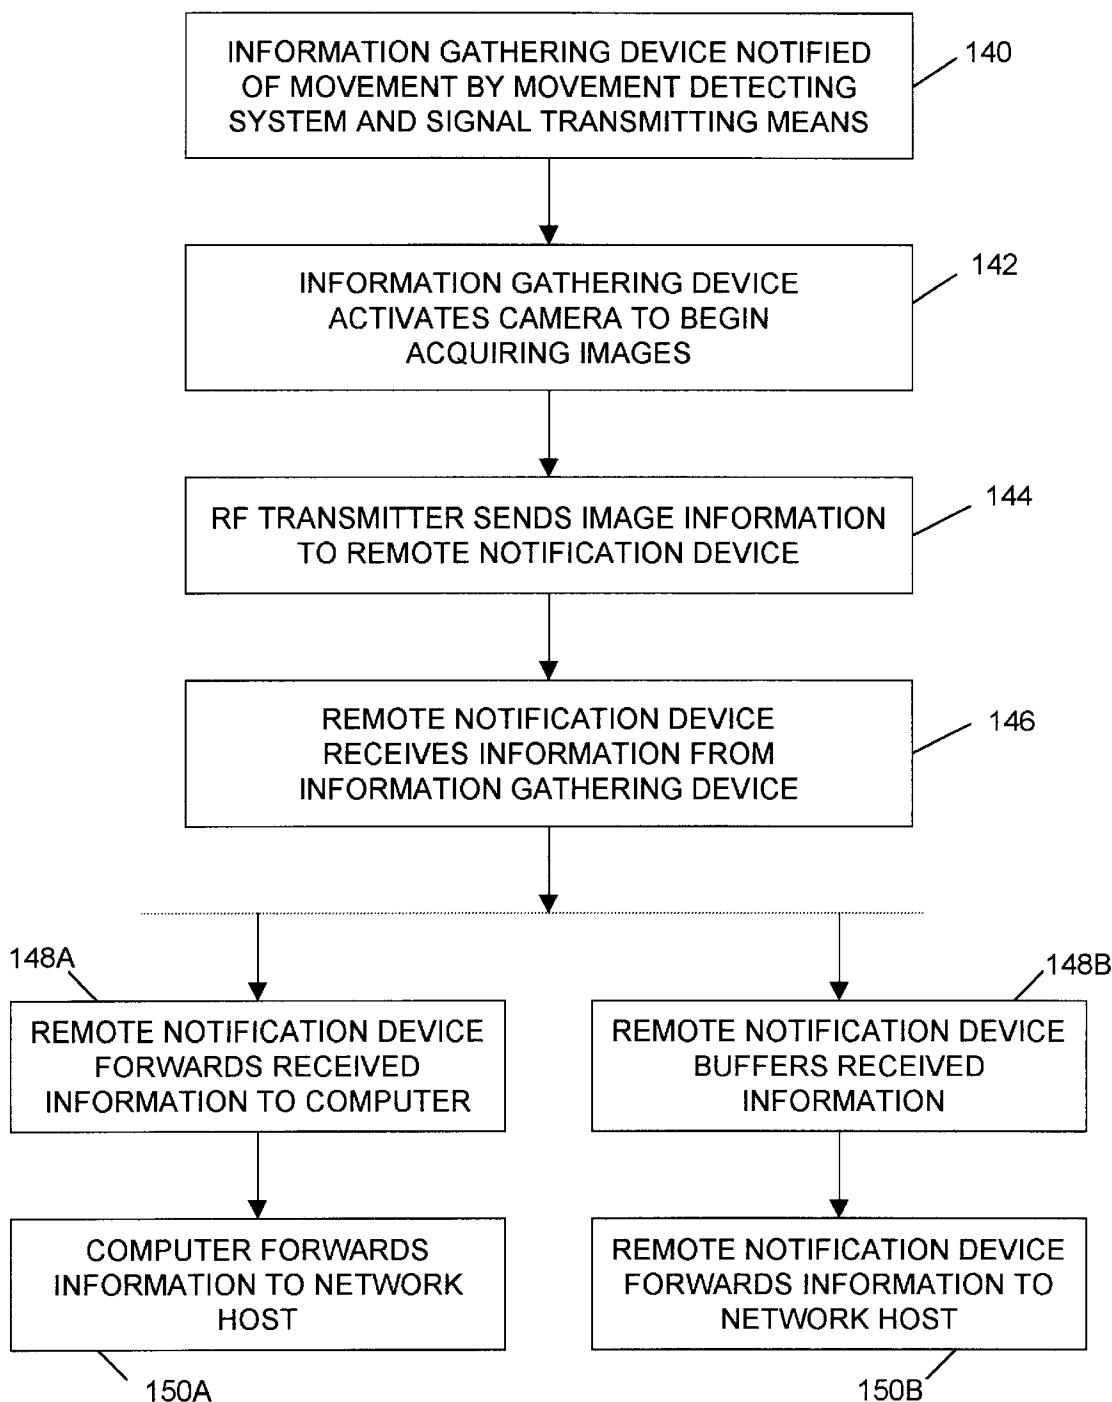 INFORMATION GATHERING DEVICE NOTIFIED
OF MOVEMENT BY MOVEMENT DETECTING
SYSTEM AND SIGNAL TRANSMITTING MEANS
140
INFORMATION GATHERING DEVICE
ACTIVATES CAMERA TO BEGIN
ACQUIRING IMAGES
142
RF TRANSMITTER SENDS IMAGE INFORMATION
TO REMOTE NOTIFICATION DEVICE
144
REMOTE NOTIFICATION DEVICE
RECEIVES INFORMATION FROM
INFORMATION GATHERING DEVICE
146
148A
REMOTE NOTIFICATION DEVICE
FORWARDS RECEIVED
INFORMATION TO COMPUTER
148B
REMOTE NOTIFICATION DEVICE
BUFFERS RECEIVED
INFORMATION
COMPUTER FORWARDS
INFORMATION TO NETWORK
HOST
150A
REMOTE NOTIFICATION DEVICE
FORWARDS INFORMATION TO
NETWORK HOST
150B